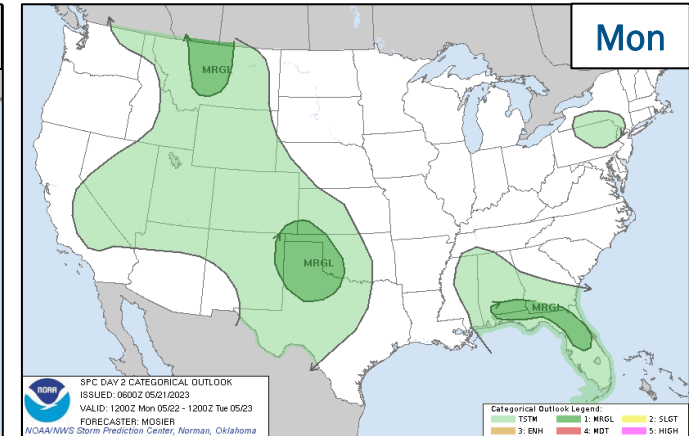 Mon
MRGL
MRGL
MRGL
SPC DAY 2 CATEGORICAL OUTLOOK
ISSUED: 0600Z 05/21/2023
VALID: 1200Z Mon 05/22 - 1200Z Tue 05/23
FORECASTER: MOSIER
NOAA/NWS Storm Prediction Center, Norman, Oklahoma
noaa
Categorical Outlook Legend:
TSTM 1: MRGL 2: SLGT
3: ENH 4: MDT 5: HIGH